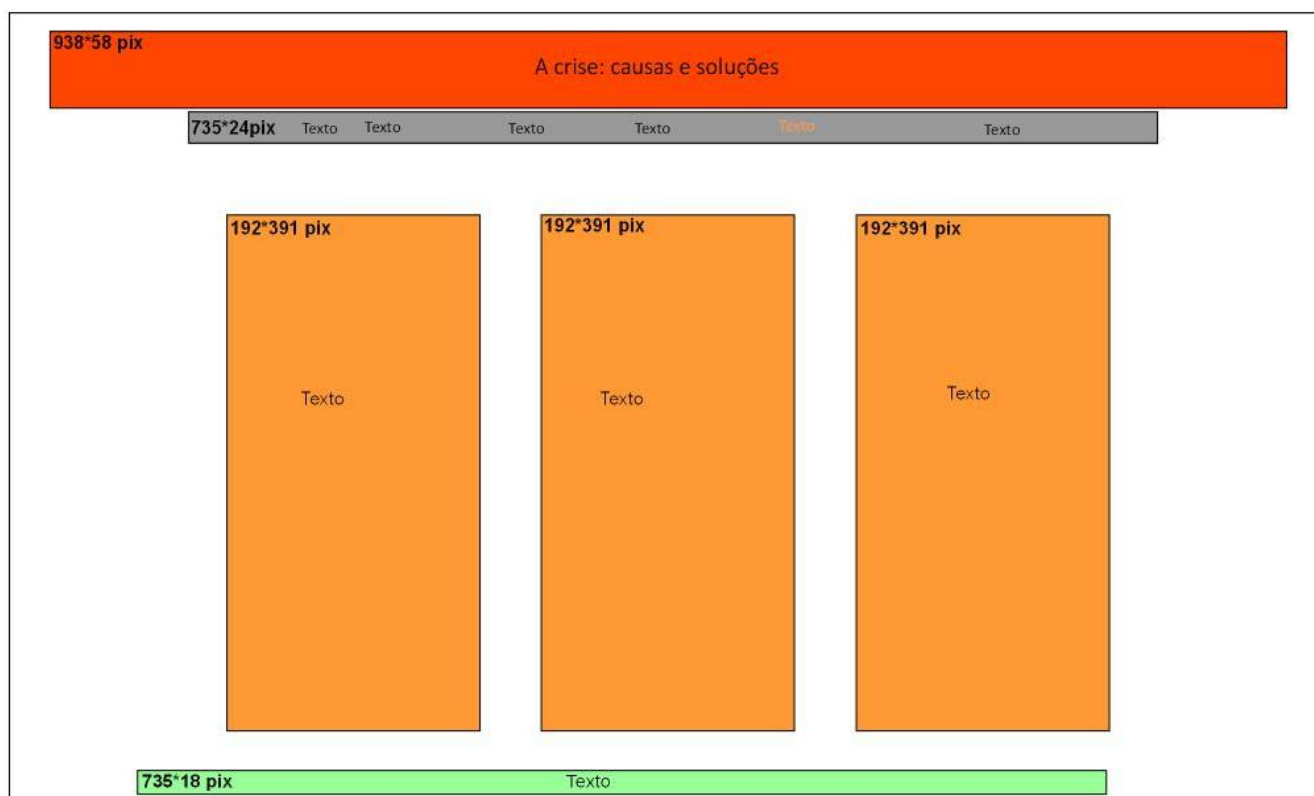 938*58 pix
A crise: causas e soluções
735*24pix Texto Texto Texto Texto Texto Texto
192*391 pix 192*391 pix 192*391 pix
Texto Texto Texto
735*18 pix Texto